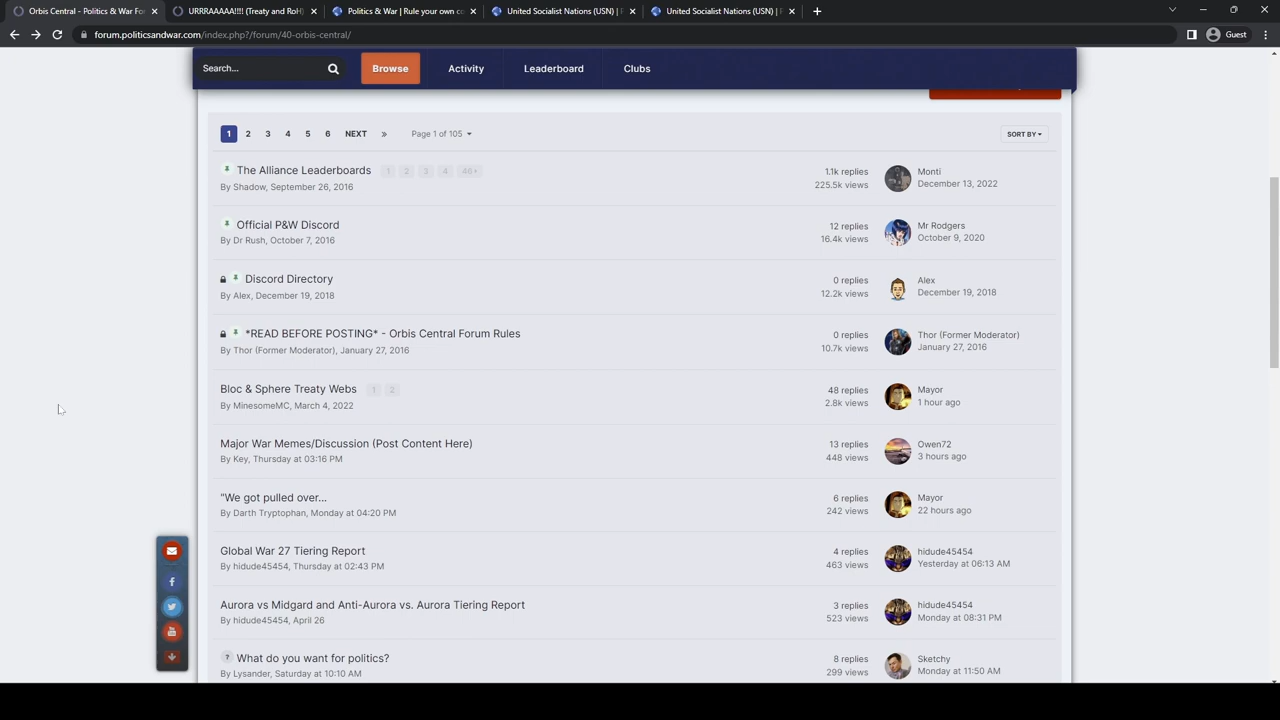 Orbis Central - Politics & War For
URRRAAAAA!!!! (Treaty and RoH)
Politics & War | Rule your own c
United Socialist Nations (USN) | F
United Socialist Nations (USN) | F
forum.politicsandwar.com/index.php?/forum/40-orbis-central/
Guest
Search...
Browse
Activity
Leaderboard
Clubs
1 2 3 4 5 6 NEXT » Page 1 of 105
SORT BY
The Alliance Leaderboards 1 2 3 4 46
By Shadow, September 26, 2016
1.1k replies
225.5k views
Monti
December 13, 2022
Official P&W Discord
By Dr Rush, October 7, 2016
12 replies
16.4k views
Mr Rodgers
October 9, 2020
Discord Directory
By Alex, December 19, 2018
0 replies
12.2k views
Alex
December 19, 2018
*READ BEFORE POSTING* - Orbis Central Forum Rules
By Thor (Former Moderator), January 27, 2016
0 replies
10.7k views
Thor (Former Moderator)
January 27, 2016
Bloc & Sphere Treaty Webs 1 2
By MinesomeMC, March 4, 2022
48 replies
2.8k views
Mayor
1 hour ago
Major War Memes/Discussion (Post Content Here)
By Key, Thursday at 03:16 PM
13 replies
448 views
Owen72
3 hours ago
"We got pulled over...
By Darth Tryptophan, Monday at 04:20 PM
6 replies
242 views
Mayor
22 hours ago
Global War 27 Tiering Report
By hidude45454, Thursday at 02:43 PM
4 replies
463 views
hidude45454
Yesterday at 06:13 AM
Aurora vs Midgard and Anti-Aurora vs. Aurora Tiering Report
By hidude45454, April 26
3 replies
523 views
hidude45454
Monday at 08:31 PM
What do you want for politics?
By Lysander, Saturday at 10:10 AM
8 replies
299 views
Sketchy
Monday at 11:50 AM